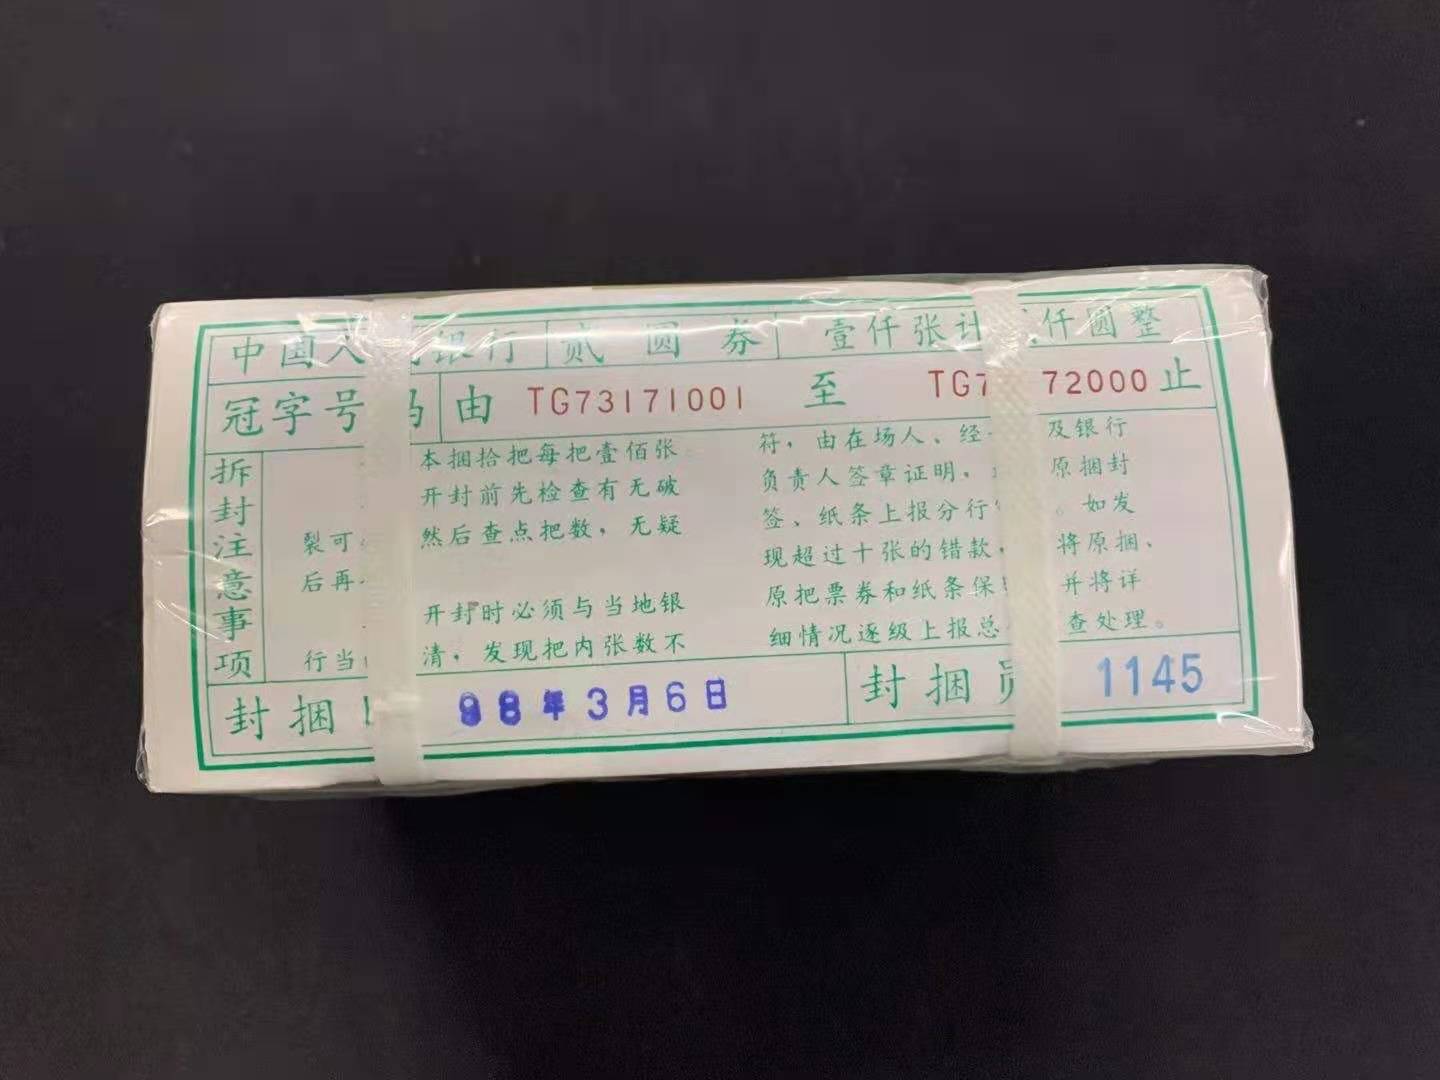 中国人 银行 贰圆券 壹仟张计 仟圆整
冠字号 由 TG73171001 至 TG7 72000 止
拆封注意事项
本捆拾把每把壹佰张。
开封前先检查有无破
裂可 然后查点把数，无疑
后再
开封时必须与当地银
行当 清，发现把内张数不
符，由在场人、经 及银行
负责人签章证明， 原捆封
签、纸条上报分行 。如发
现超过十张的错款， 将原捆、
原把票券和纸条保 并将详
细情况逐级上报总 查处理。
封捆 98年3月6日 封捆员 1145